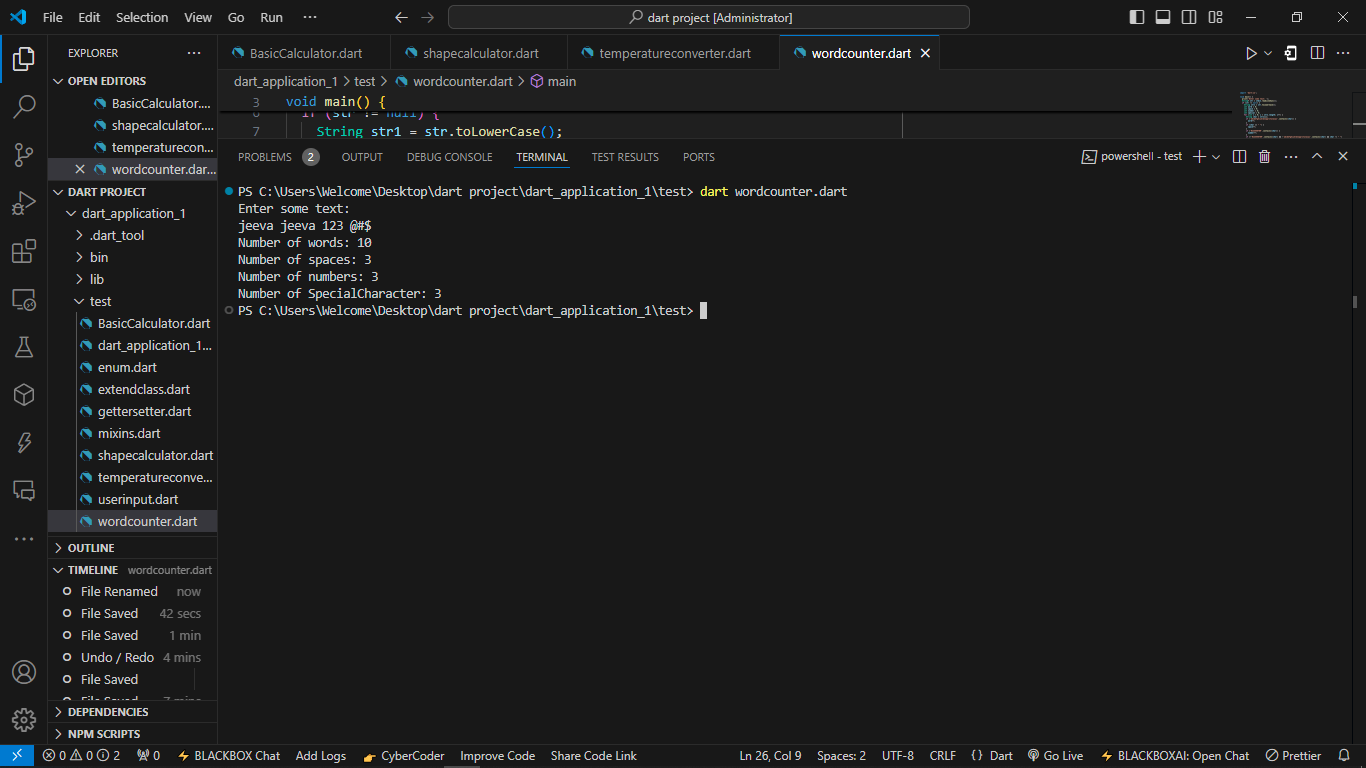 File Edit Selection View Go Run ··· dart project [Administrator]
EXPLORER ···
OPEN EDITORS
BasicCalculator....
shapecalculator....
temperaturecon...
wordcounter.dar...
DART PROJECT
dart_application_1
.dart_tool
bin
lib
test
BasicCalculator.dart
dart_application_1...
enum.dart
extendclass.dart
gettersetter.dart
mixins.dart
shapecalculator.dart
temperatureconve...
userinput.dart
wordcounter.dart
OUTLINE
TIMELINE wordcounter.dart
File Renamed now
File Saved 42 secs
File Saved 1 min
Undo / Redo 4 mins
File Saved
File Saved 7 mins
DEPENDENCIES
NPM SCRIPTS
BasicCalculator.dart shapecalculator.dart temperatureconverter.dart wordcounter.dart
dart_application_1 > test > wordcounter.dart > main
3 void main() {
6 if (str != null) {
7 String str1 = str.toLowerCase();
PROBLEMS 2 OUTPUT DEBUG CONSOLE TERMINAL TEST RESULTS PORTS powershell - test
PS C:\Users\Welcome\Desktop\dart project\dart_application_1\test> dart wordcounter.dart
Enter some text:
jeeva jeeva 123 @#$
Number of words: 10
Number of spaces: 3
Number of numbers: 3
Number of SpecialCharacter: 3
PS C:\Users\Welcome\Desktop\dart project\dart_application_1\test>
0 0 2 0 BLACKBOX Chat Add Logs CyberCoder Improve Code Share Code Link Ln 26, Col 9 Spaces: 2 UTF-8 CRLF {} Dart Go Live BLACKBOXAI: Open Chat Prettier